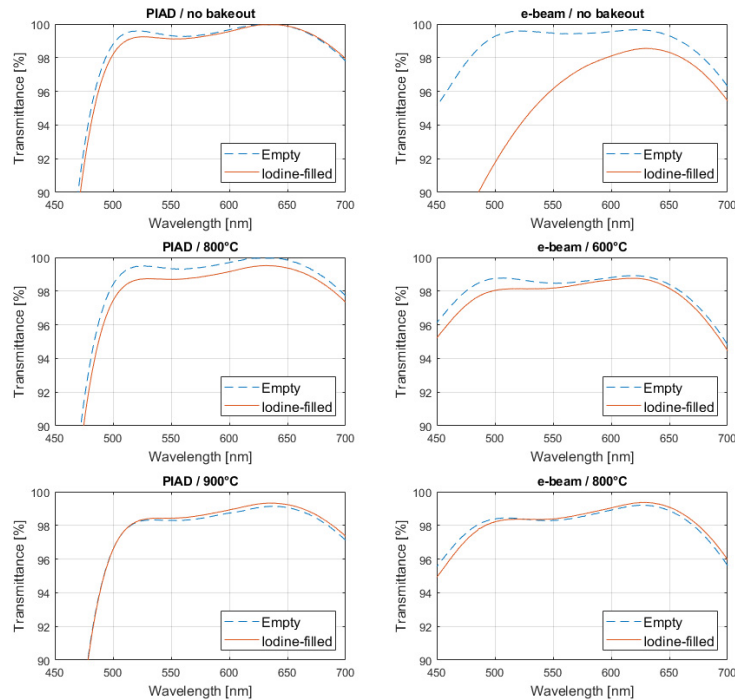 PIAD / no bakeout
Transmittance [%]
100
98
96
94
92
90
Empty
Iodine-filled
450 500 550 600 650 700
Wavelength [nm]
e-beam / no bakeout
Transmittance [%]
100
98
96
94
92
90
Empty
Iodine-filled
450 500 550 600 650 700
Wavelength [nm]
PIAD / 800°C
Transmittance [%]
100
98
96
94
92
90
Empty
Iodine-filled
450 500 550 600 650 700
Wavelength [nm]
e-beam / 600°C
Transmittance [%]
100
98
96
94
92
90
Empty
Iodine-filled
450 500 550 600 650 700
Wavelength [nm]
PIAD / 900°C
Transmittance [%]
100
98
96
94
92
90
Empty
Iodine-filled
450 500 550 600 650 700
Wavelength [nm]
e-beam / 800°C
Transmittance [%]
100
98
96
94
92
90
Empty
Iodine-filled
450 500 550 600 650 700
Wavelength [nm]